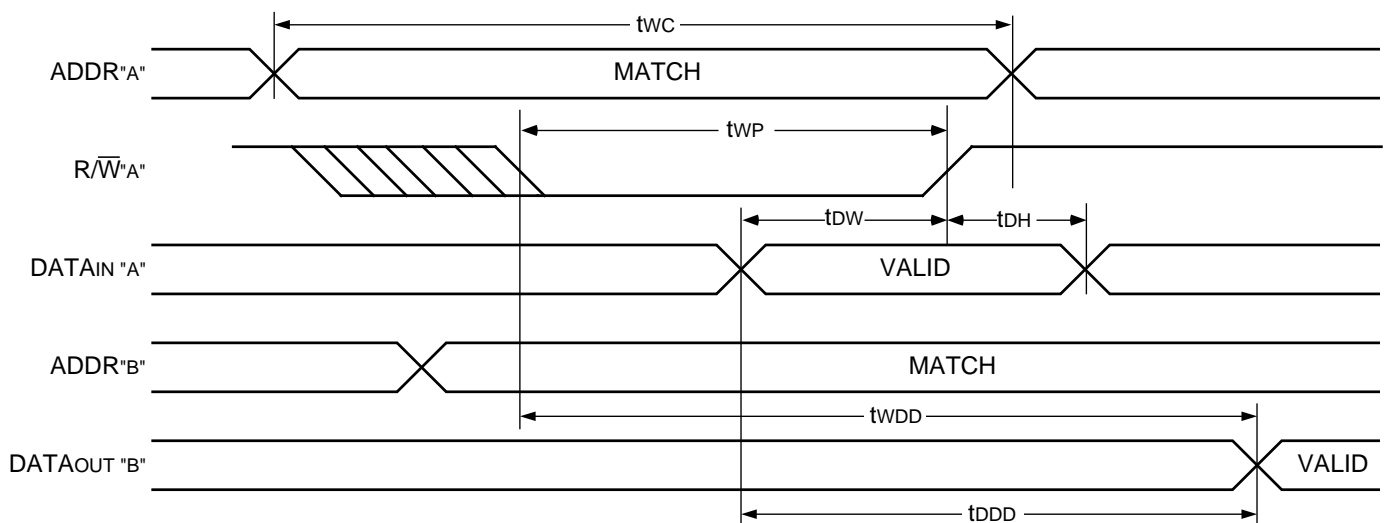 tWC
ADDR"A" MATCH
tWP
R/W̅"A"
tDW tDH
DATAIN "A" VALID
ADDR"B" MATCH
tWDD
DATAOUT "B" VALID
tDDD